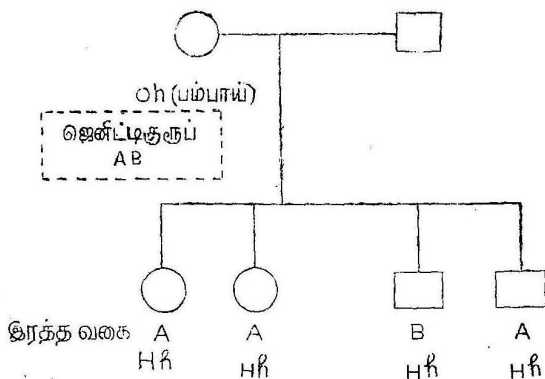 Oh (பம்பாய்)
ஜெனிட்டிகுரூப்
AB
இரத்த வகை A A B A
Hh Hh Hh Hh